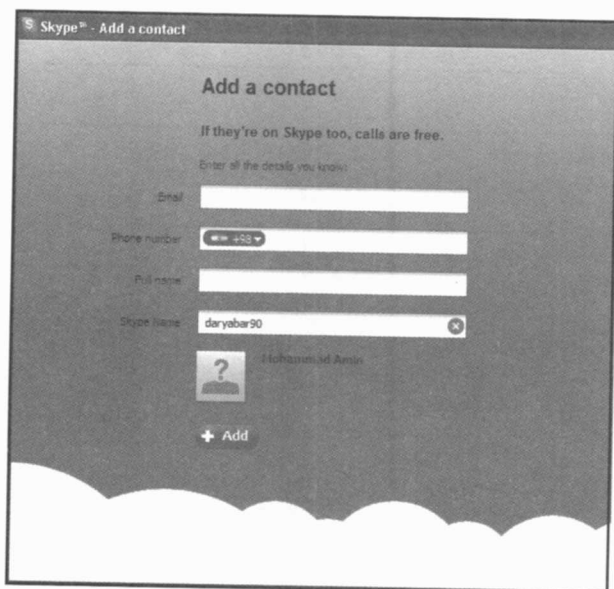 Skype™ - Add a contact
Add a contact
If they're on Skype too, calls are free.
Enter all the details you know:
Email
Phone number +98
Full name
Skype Name daryabar90
Mohammad Amin
?
Add